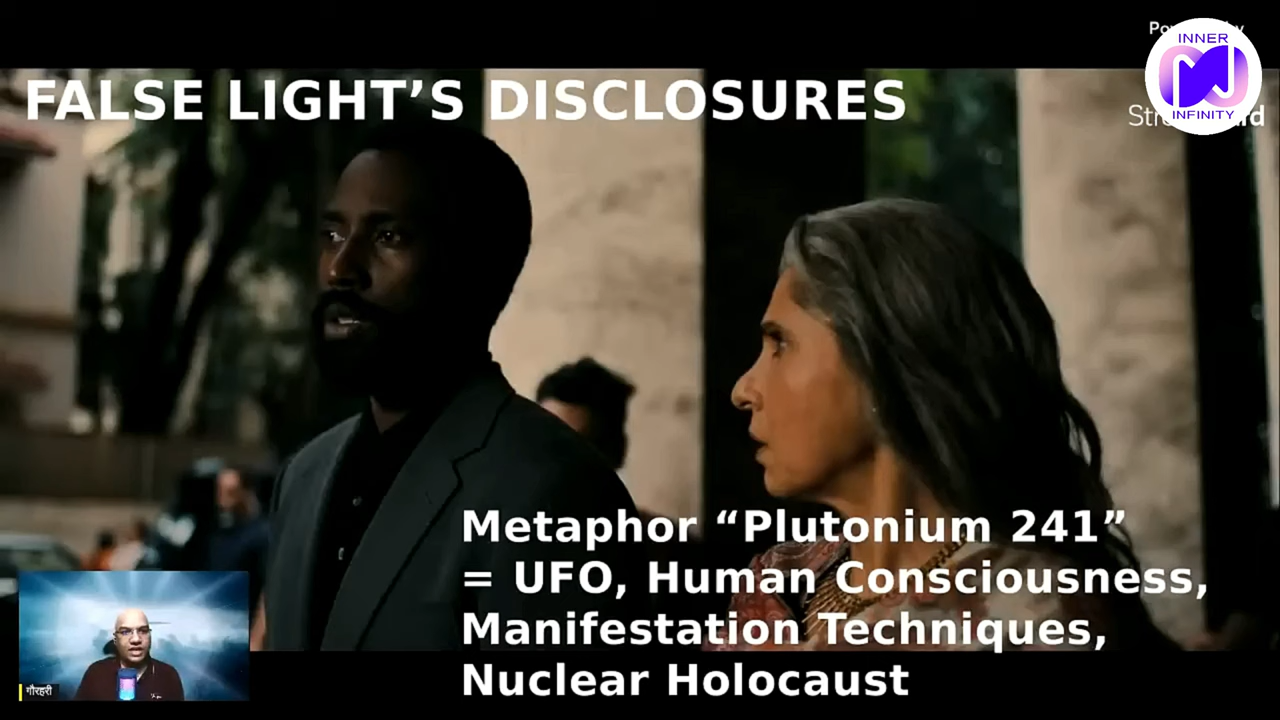 INNER
INFINITY
FALSE LIGHT’S DISCLOSURES
Metaphor “Plutonium 241”
= UFO, Human Consciousness,
Manifestation Techniques,
Nuclear Holocaust
गौरहरी